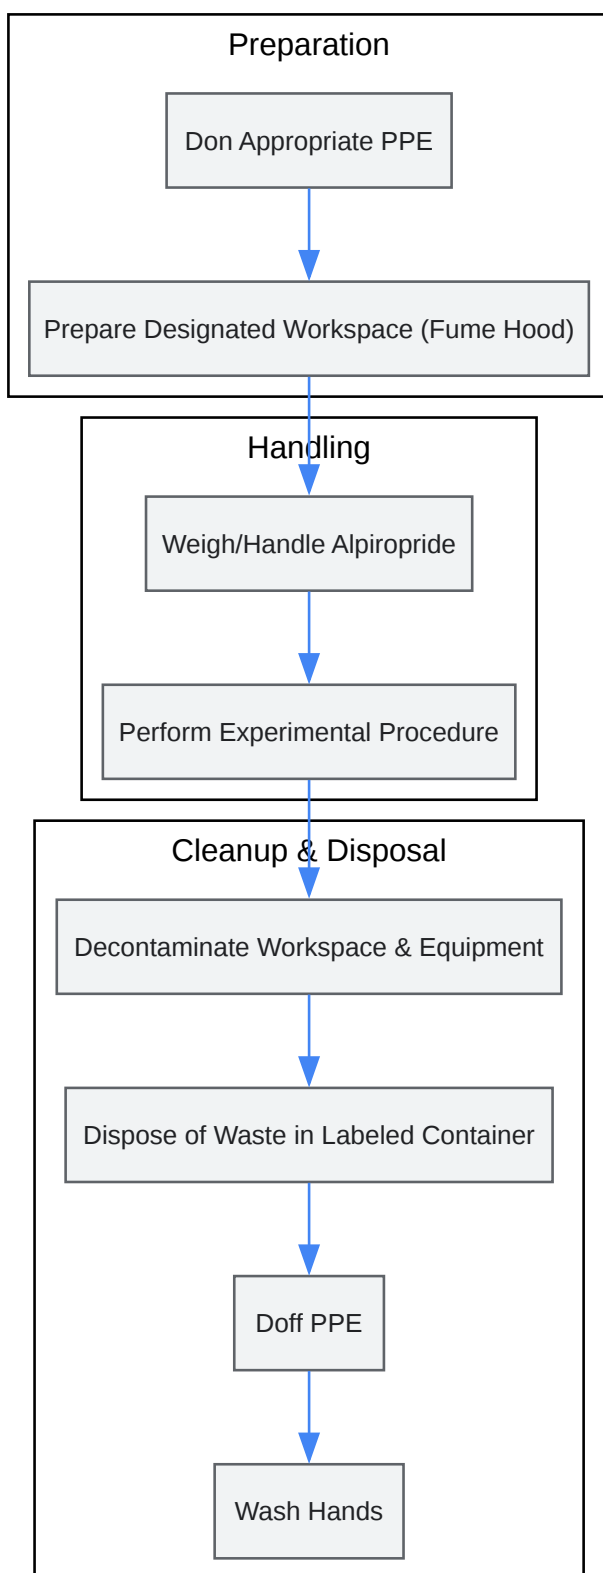 Preparation
Don Appropriate PPE
Prepare Designated Workspace (Fume Hood)
Handling
Weigh/Handle Alpiropride
Perform Experimental Procedure
Cleanup & Disposal
Decontaminate Workspace & Equipment
Dispose of Waste in Labeled Container
Doff PPE
Wash Hands